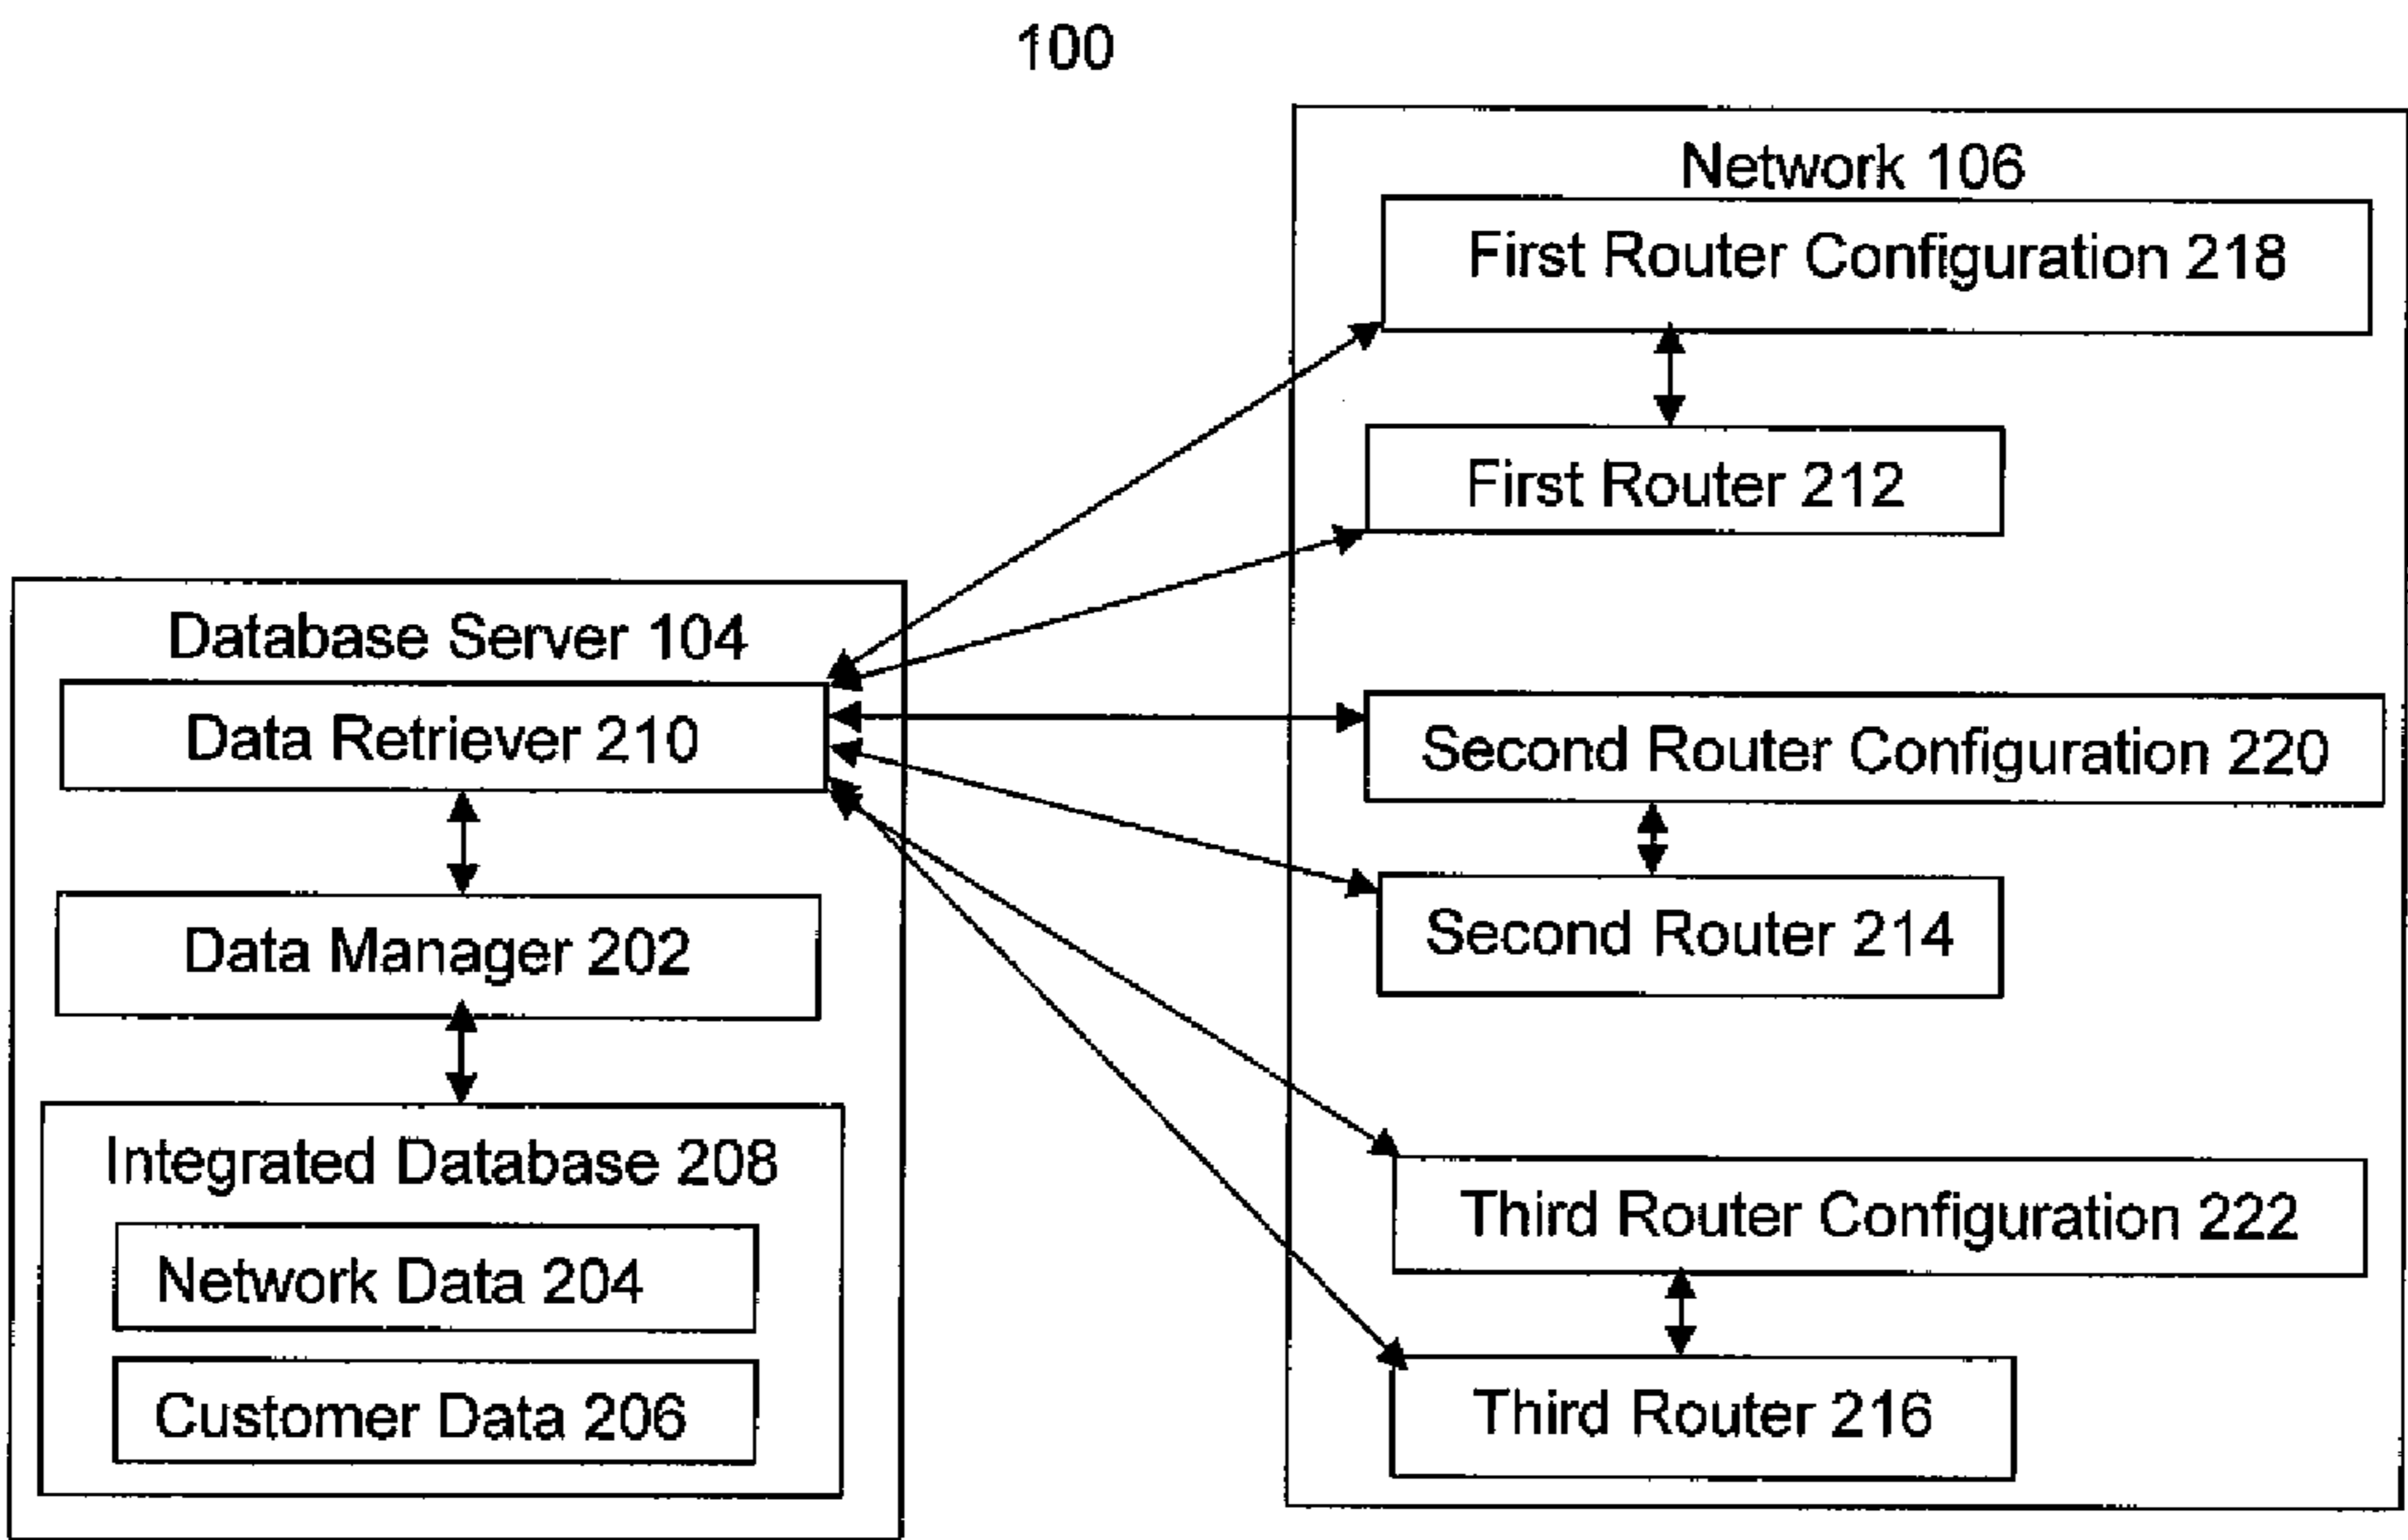 100
Database Server 104
Data Retriever 210
Data Manager 202
Integrated Database 208
Network Data 204
Customer Data 206
Network 106
First Router Configuration 218
First Router 212
Second Router Configuration 220
Second Router 214
Third Router Configuration 222
Third Router 216